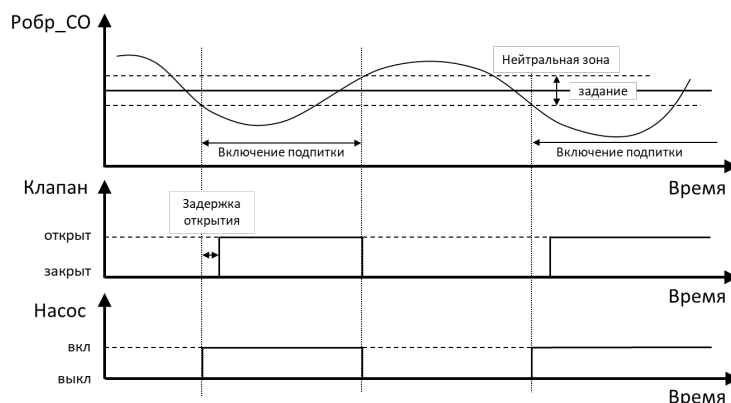 Робр_СО
Нейтральная зона
задание
Включение подпитки
Включение подпитки
Время
Клапан
Задержка
открытия
открыт
закрыт
Время
Насос
вкл
выкл
Время